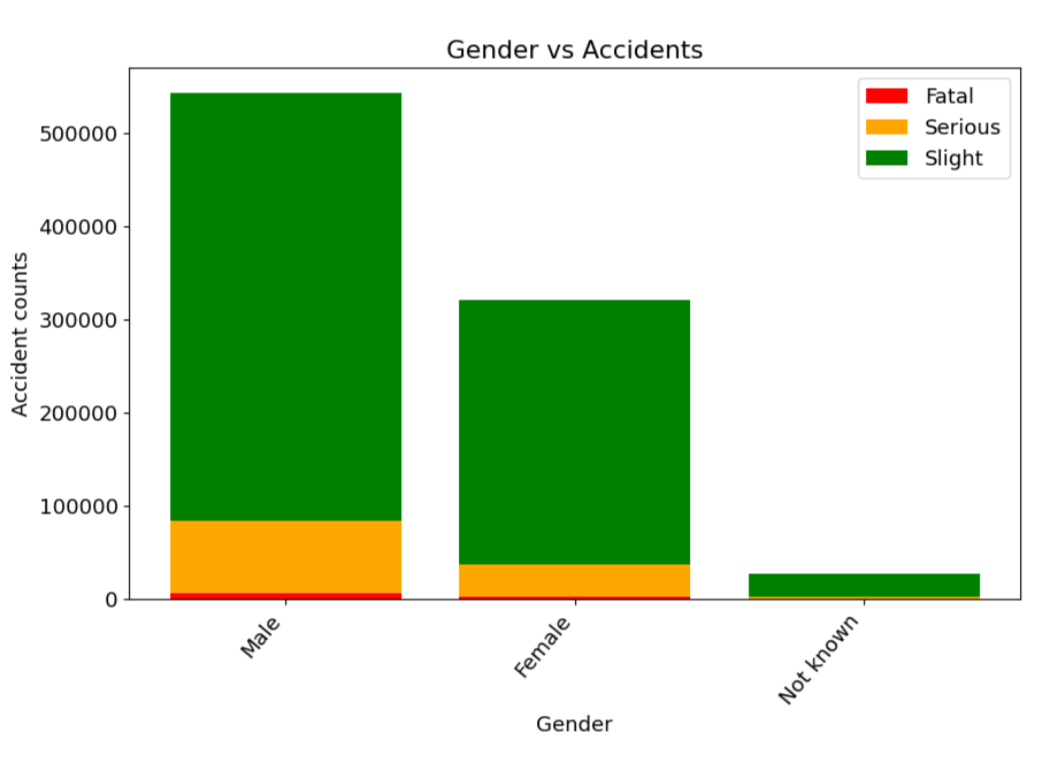 Gender vs Accidents
Fatal
Serious
Slight
500000
400000
300000
200000
100000
0
Accident counts
Male
Female
Not known
Gender